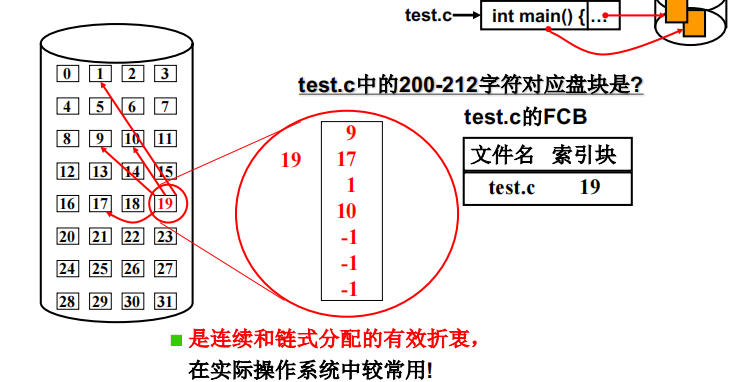 test.c int main() { …
test.c中的200-212字符对应盘块是?
test.c的FCB
文件名 索引块
test.c 19
0 1 2 3
4 5 6 7
8 9 10 11
12 13 14 15
16 17 18 19
20 21 22 23
24 25 26 27
28 29 30 31
19
9
17
1
10
-1
-1
-1
是连续和链式分配的有效折衷，
在实际操作系统中较常用!